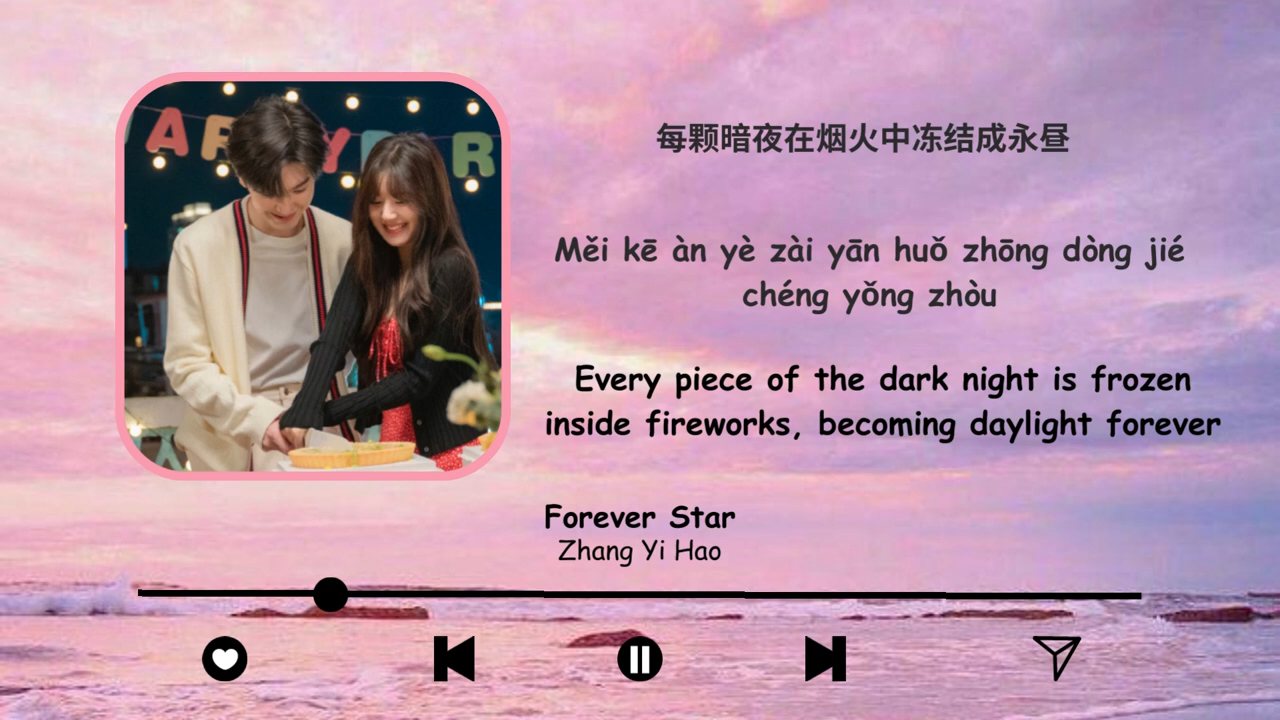 AR Y E R
每颗暗夜在烟火中冻结成永昼
Měi kē àn yè zài yān huǒ zhōng dòng jié
chéng yǒng zhòu
Every piece of the dark night is frozen
inside fireworks, becoming daylight forever
Forever Star
Zhang Yi Hao